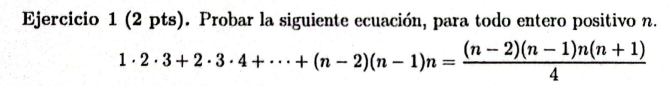 Ejercicio 1 (2 pts). Probar la siguiente ecuación, para todo entero positivo n.
1 · 2 · 3 + 2 · 3 · 4 + · · · + (n − 2)(n − 1)n = (n − 2)(n − 1)n(n + 1) / 4